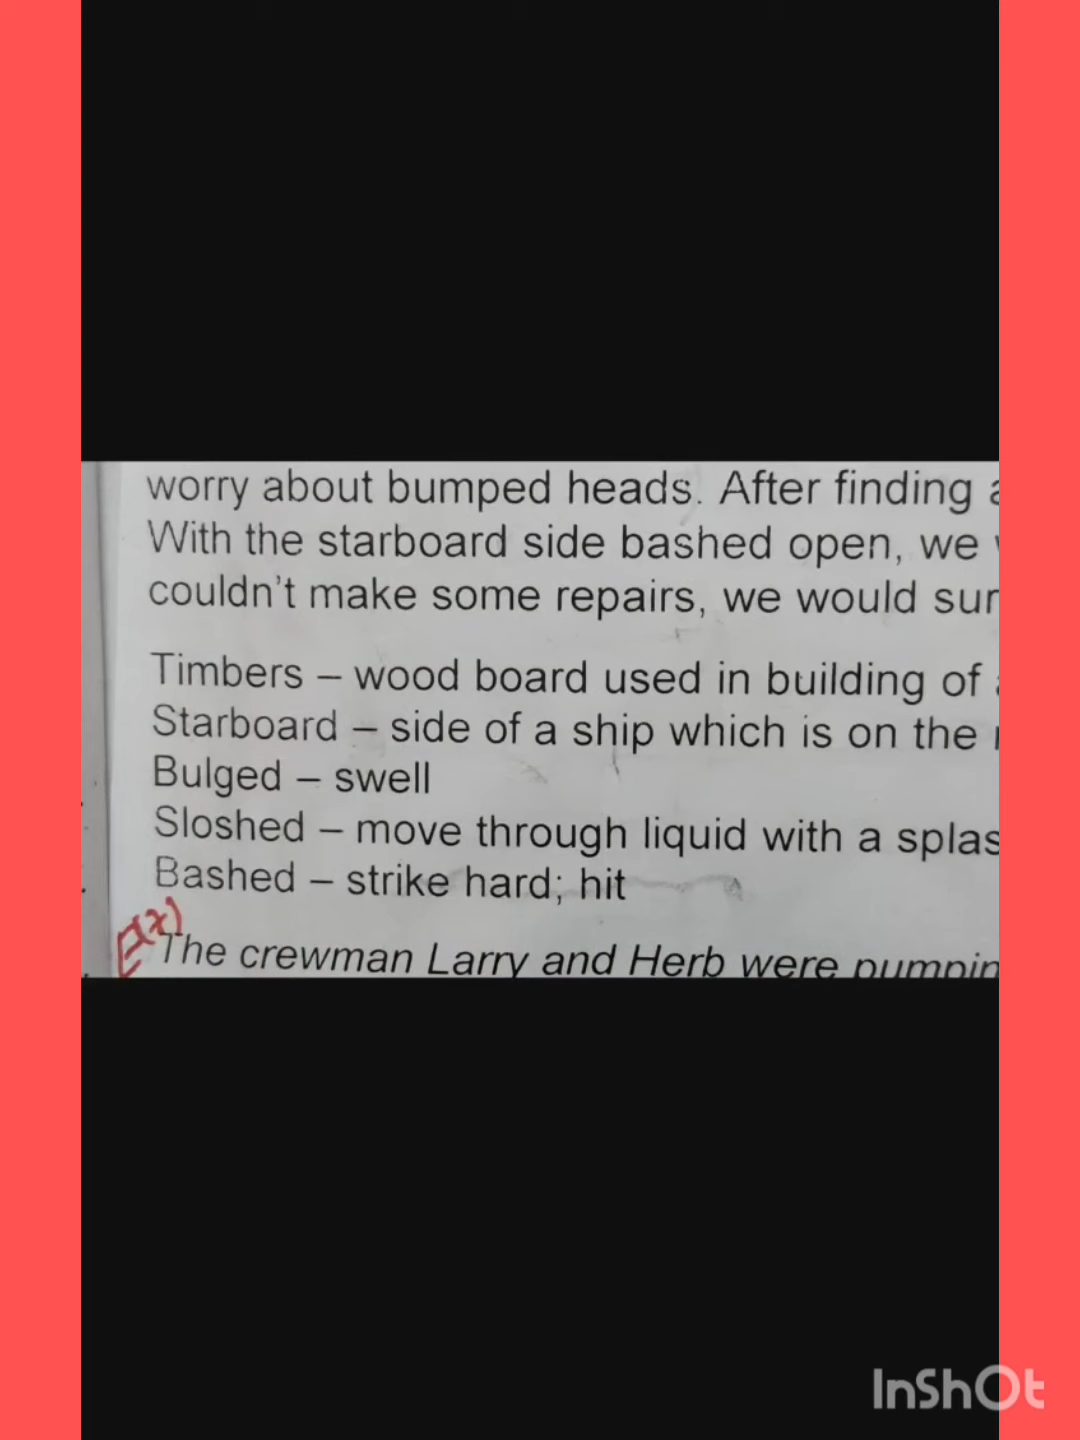 worry about bumped heads. After finding
With the starboard side bashed open, we
couldn't make some repairs, we would
Timbers – wood board used in building of
Starboard – side of a ship which is on the
Bulged – swell
Sloshed – move through liquid with a
Bashed – strike hard; hit
The crewman Larry and Herb were
InShOt